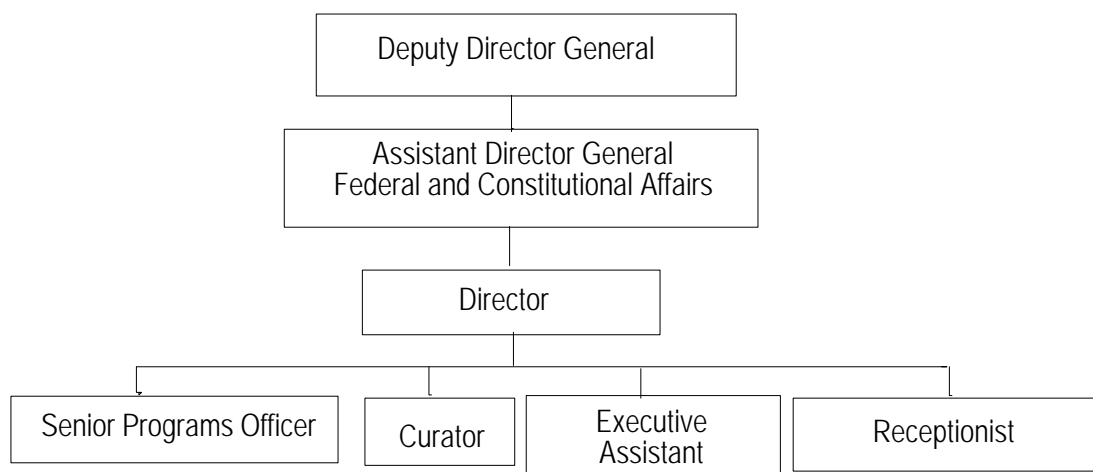 Deputy Director General
Assistant Director General
Federal and Constitutional Affairs
Director
Senior Programs Officer
Curator
Executive
Assistant
Receptionist